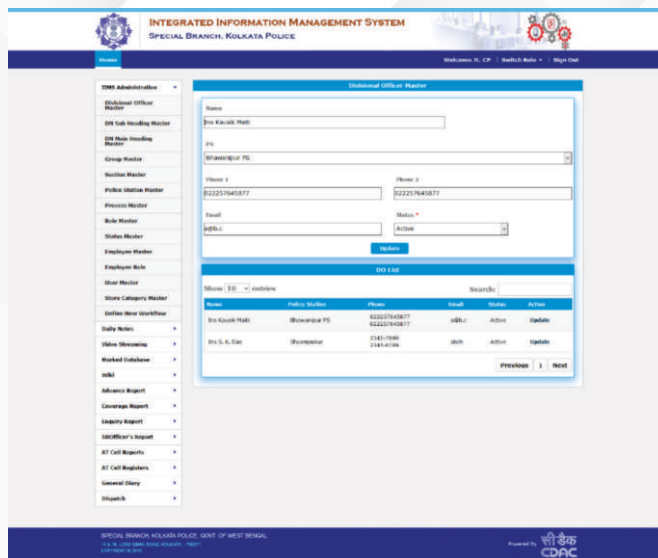 INTEGRATED INFORMATION MANAGEMENT SYSTEM
SPECIAL BRANCH, KOLKATA POLICE
Home
Welcome Jt. CP | Switch Role | Sign Out
IIMS Administration
Divisional Officer Master
DN Sub Heading Master
DN Main Heading Master
Group Master
Section Master
Police Station Master
Process Master
Role Master
Status Master
Employee Master
Employee Role
User Master
Store Category Master
Define New Workflow
Daily Notes
Video Streaming
Marked Database
Wiki
Advance Report
Coverage Report
Enquiry Report
SBOfficer's Report
AT Cell Reports
AT Cell Registers
General Diary
Dispatch
Divisional Officer Master
Name
Ins Kausik Maiti
PS
Bhawanipur PS
Phone 1
Phone 2
022257645877
022257645877
Email
Status *
a@b.c
Active
Update
DO List
Show 10 entries
Search:
Name Police Station Phone Email Status Action
Ins Kausik Maiti Bhawanipur PS 022257645877 a@b.c Active Update
022257645877
Ins S. K. Das Shyampukur Active Update
Previous 1 Next
SPECIAL BRANCH, KOLKATA POLICE, GOVT. OF WEST BENGAL
COPYRIGHT ©
Powered By सी डैक
CDAC